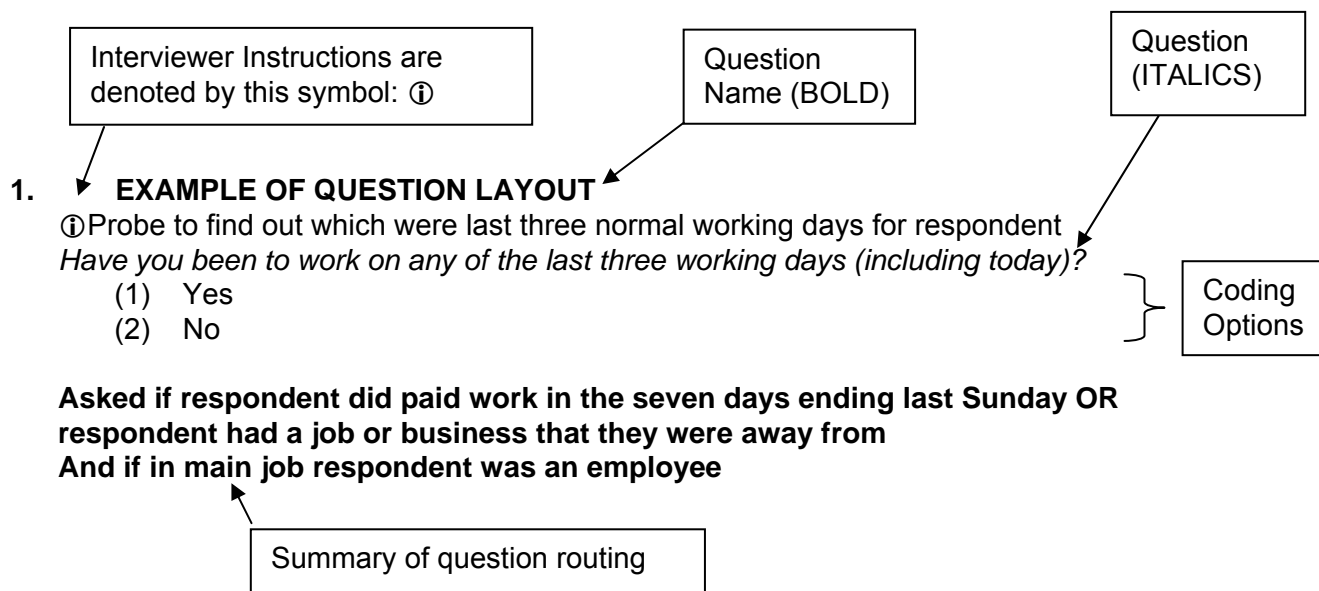 Interviewer Instructions are
denoted by this symbol: 🛈
Question
Name (BOLD)
Question
(ITALICS)
1. EXAMPLE OF QUESTION LAYOUT
🛈Probe to find out which were last three normal working days for respondent
Have you been to work on any of the last three working days (including today)?
(1) Yes
(2) No
Coding
Options
Asked if respondent did paid work in the seven days ending last Sunday OR
respondent had a job or business that they were away from
And if in main job respondent was an employee
Summary of question routing